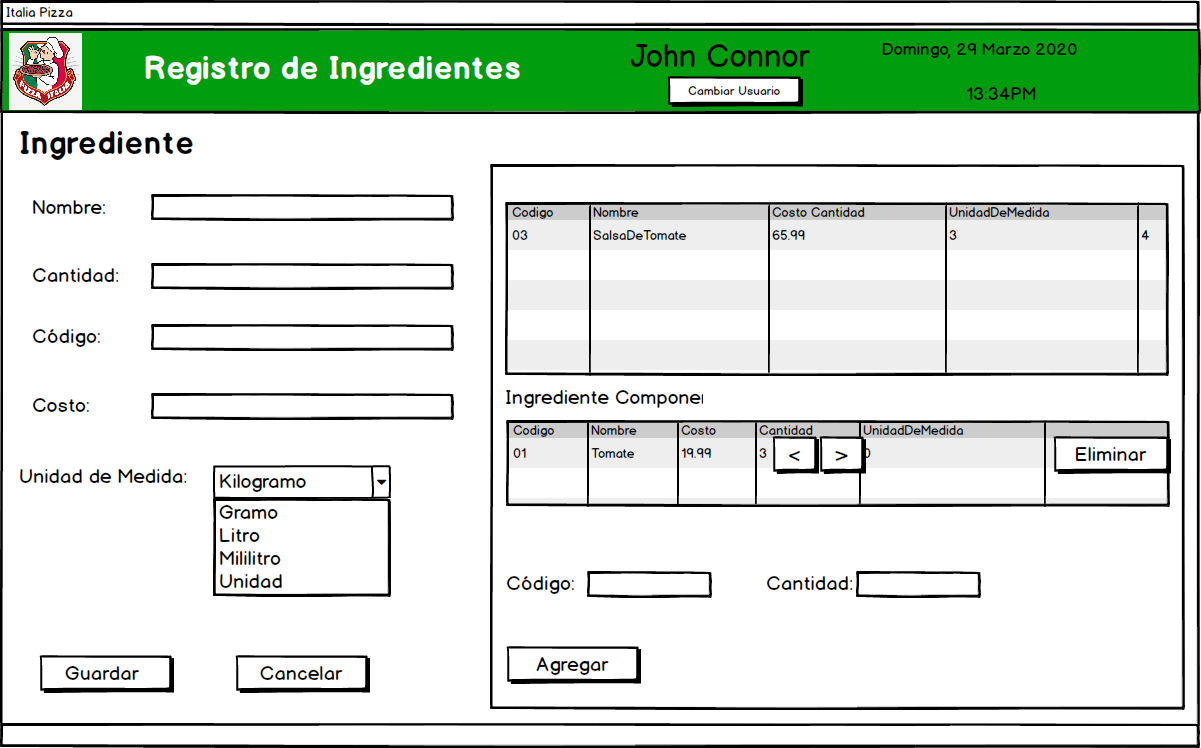 Italia Pizza
Registro de Ingredientes
John Connor
Cambiar Usuario
Domingo, 29 Marzo 2020
13:34PM
PIZZA ITALIA
Ingrediente
Nombre:
Cantidad:
Código:
Costo:
Unidad de Medida:
Kilogramo
Gramo
Litro
Mililitro
Unidad
Guardar
Cancelar
Codigo Nombre Costo Cantidad UnidadDeMedida
03 SalsaDeTomate 65.99 3 4
Ingrediente Componen
Codigo Nombre Costo Cantidad UnidadDeMedida
01 Tomate 19.99 3 < > 0 Eliminar
Código:
Cantidad:
Agregar